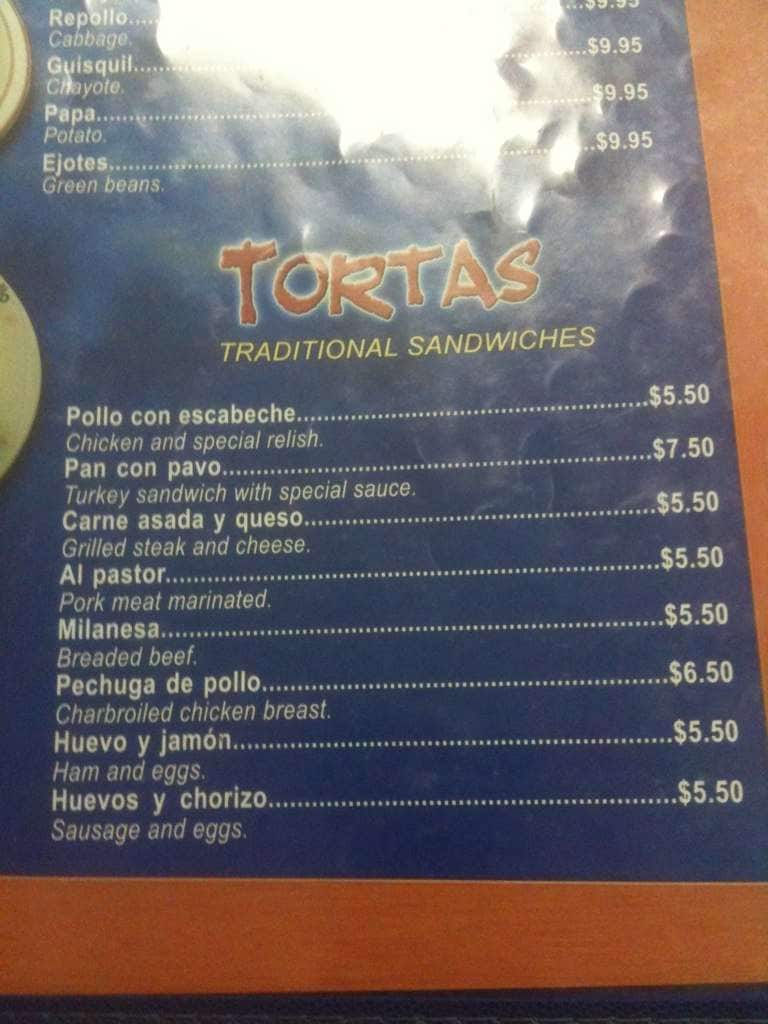 Repollo..... $9.95
Cabbage.
Guisquil..... $9.95
Chayote.
Papa..... $9.95
Potato.
Ejotes..... $9.95
Green beans.
TORTAS
TRADITIONAL SANDWICHES
Pollo con escabeche..... $5.50
Chicken and special relish.
Pan con pavo..... $7.50
Turkey sandwich with special sauce.
Carne asada y queso..... $5.50
Grilled steak and cheese.
Al pastor..... $5.50
Pork meat marinated.
Milanesa..... $5.50
Breaded beef.
Pechuga de pollo..... $6.50
Charbroiled chicken breast.
Huevo y jamón..... $5.50
Ham and eggs.
Huevos y chorizo..... $5.50
Sausage and eggs.